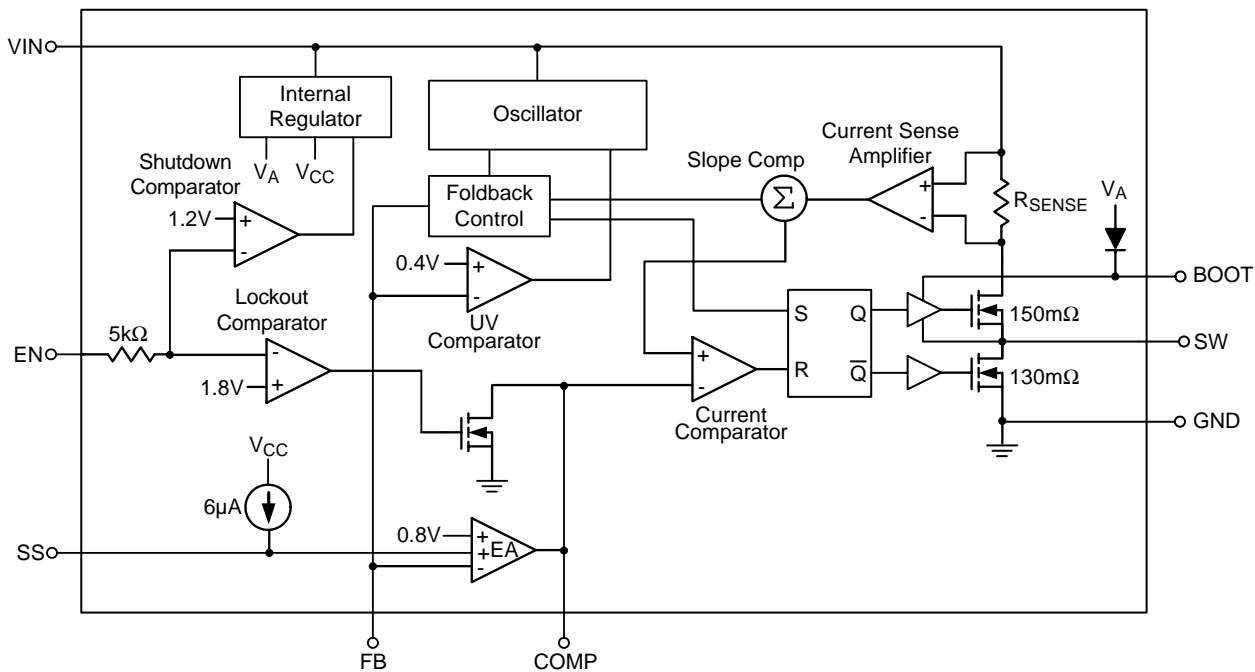 VIN
Internal
Regulator
Oscillator
Current Sense
Amplifier
Slope Comp
Shutdown
Comparator
VA
VCC
Foldback
Control
Σ
+
-
RSENSE
VA
1.2V
+
-
0.4V
+
-
UV
Comparator
BOOT
Lockout
Comparator
S
Q
150mΩ
5kΩ
EN
-
+
1.8V
+
-
R
Q̅
SW
130mΩ
Current
Comparator
GND
VCC
6µA
0.8V
+
+
-
EA
SS
FB
COMP